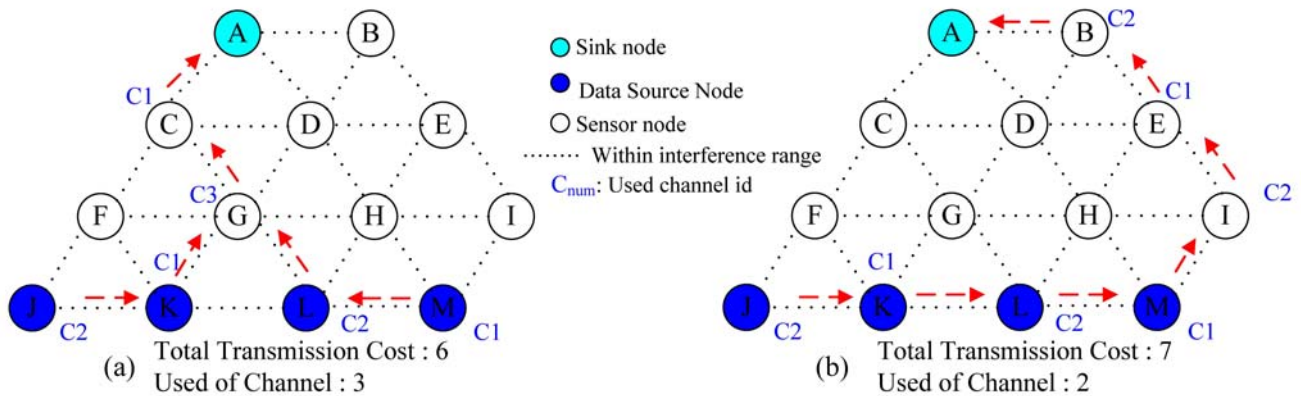 A B
C1
C D E
C3
F G H I
C1
J K L M
C2 C2 C1
(a) Total Transmission Cost : 6
Used of Channel : 3
Sink node
Data Source Node
Sensor node
Within interference range
Cnum: Used channel id
A B C2
C1
C D E
C2
F G H I
C1
J K L M
C2 C2 C1
(b) Total Transmission Cost : 7
Used of Channel : 2